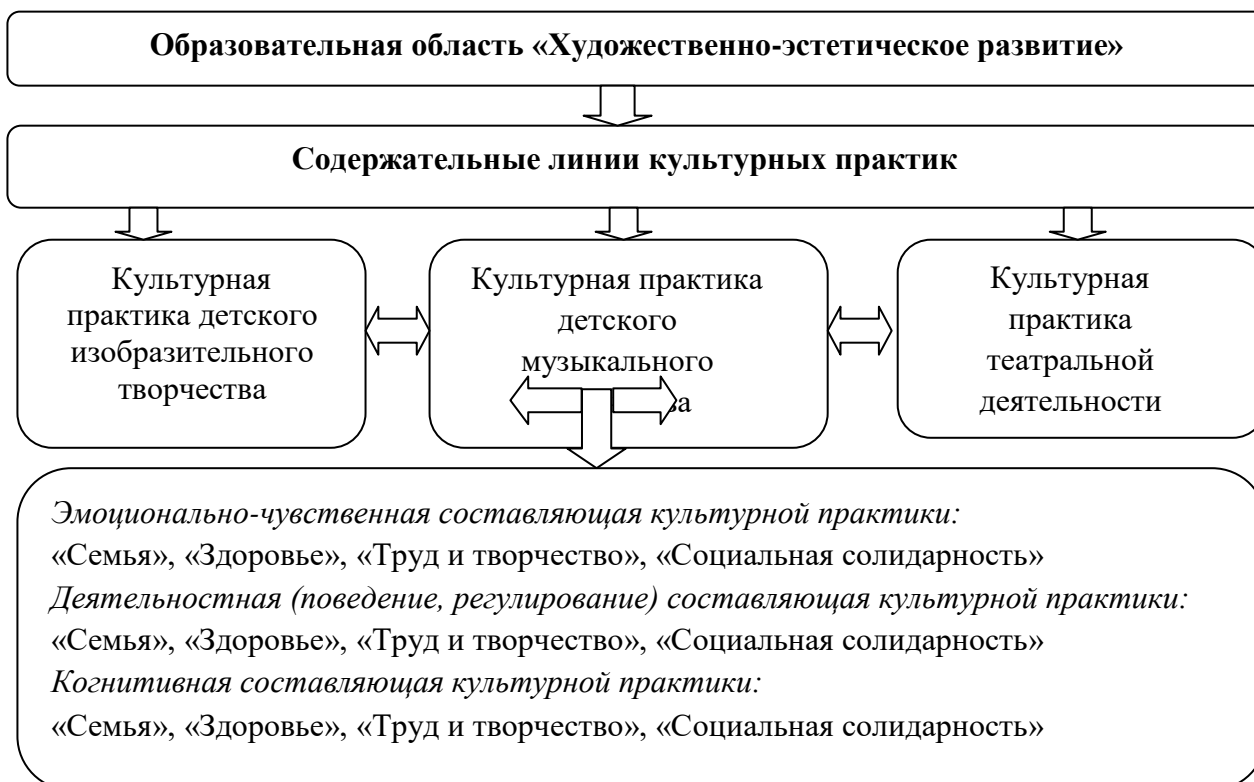 Образовательная область «Художественно-эстетическое развитие»
Содержательные линии культурных практик
Культурная
практика детского
изобразительного
творчества
Культурная практика
детского
музыкального
Культурная
практика
театральной
деятельности
Эмоционально-чувственная составляющая культурной практики:
«Семья», «Здоровье», «Труд и творчество», «Социальная солидарность»
Деятельностная (поведение, регулирование) составляющая культурной практики:
«Семья», «Здоровье», «Труд и творчество», «Социальная солидарность»
Когнитивная составляющая культурной практики:
«Семья», «Здоровье», «Труд и творчество», «Социальная солидарность»